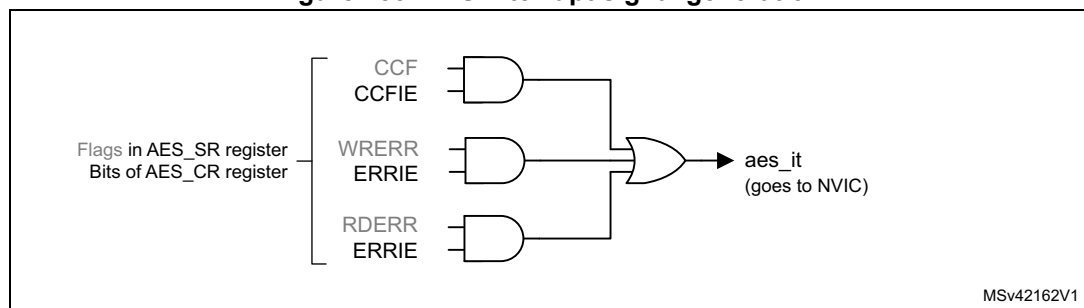 CCF
CCFIE
Flags in AES_SR register
Bits of AES_CR register
WRERR
ERRIE
aes_it
(goes to NVIC)
RDERR
ERRIE
MSv42162V1